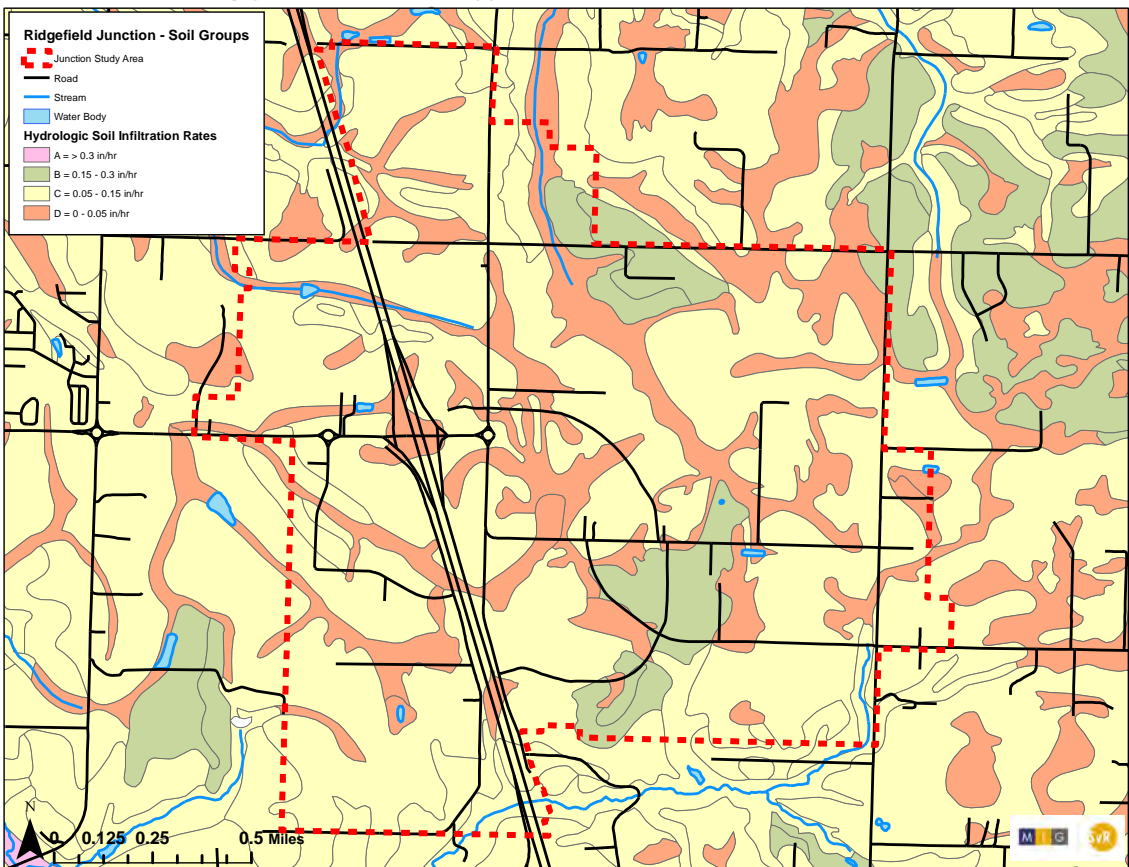 Ridgefield Junction - Soil Groups
Junction Study Area
Road
Stream
Water Body
Hydrologic Soil Infiltration Rates
A = > 0.3 in/hr
B = 0.15 - 0.3 in/hr
C = 0.05 - 0.15 in/hr
D = 0 - 0.05 in/hr
N
0 0.125 0.25 0.5 Miles
M I G SvR